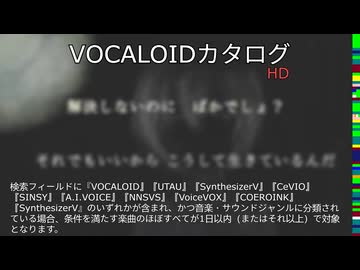 VOCALOIDカタログ
HD
解決しないのに　ばかでしょ？
それでもいいから こうして生きているんだ
検索フィールドに『VOCALOID』『UTAU』『SynthesizerV』『CeVIO』
『SINSY』『A.I.VOICE』『NNSVS』『VoiceVOX』『COEROINK』
『SynthesizerV』のいずれかが含まれ、かつ音楽・サウンドジャンルに分類され
ている場合、条件を満たす楽曲のほぼすべてが1日以内（またはそれ以上）で対象
となります。